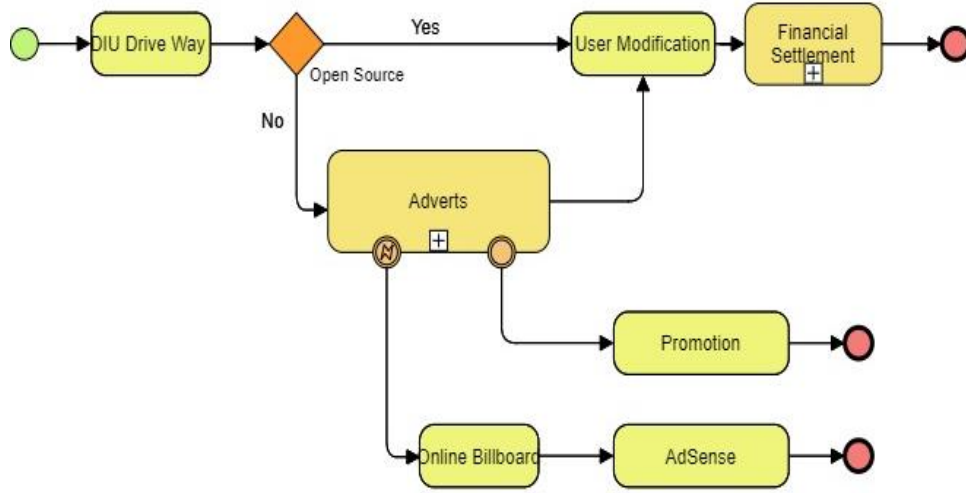 DIU Drive Way
Yes
User Modification
Financial
Settlement
Open Source
No
Adverts
Promotion
Online Billboard
AdSense